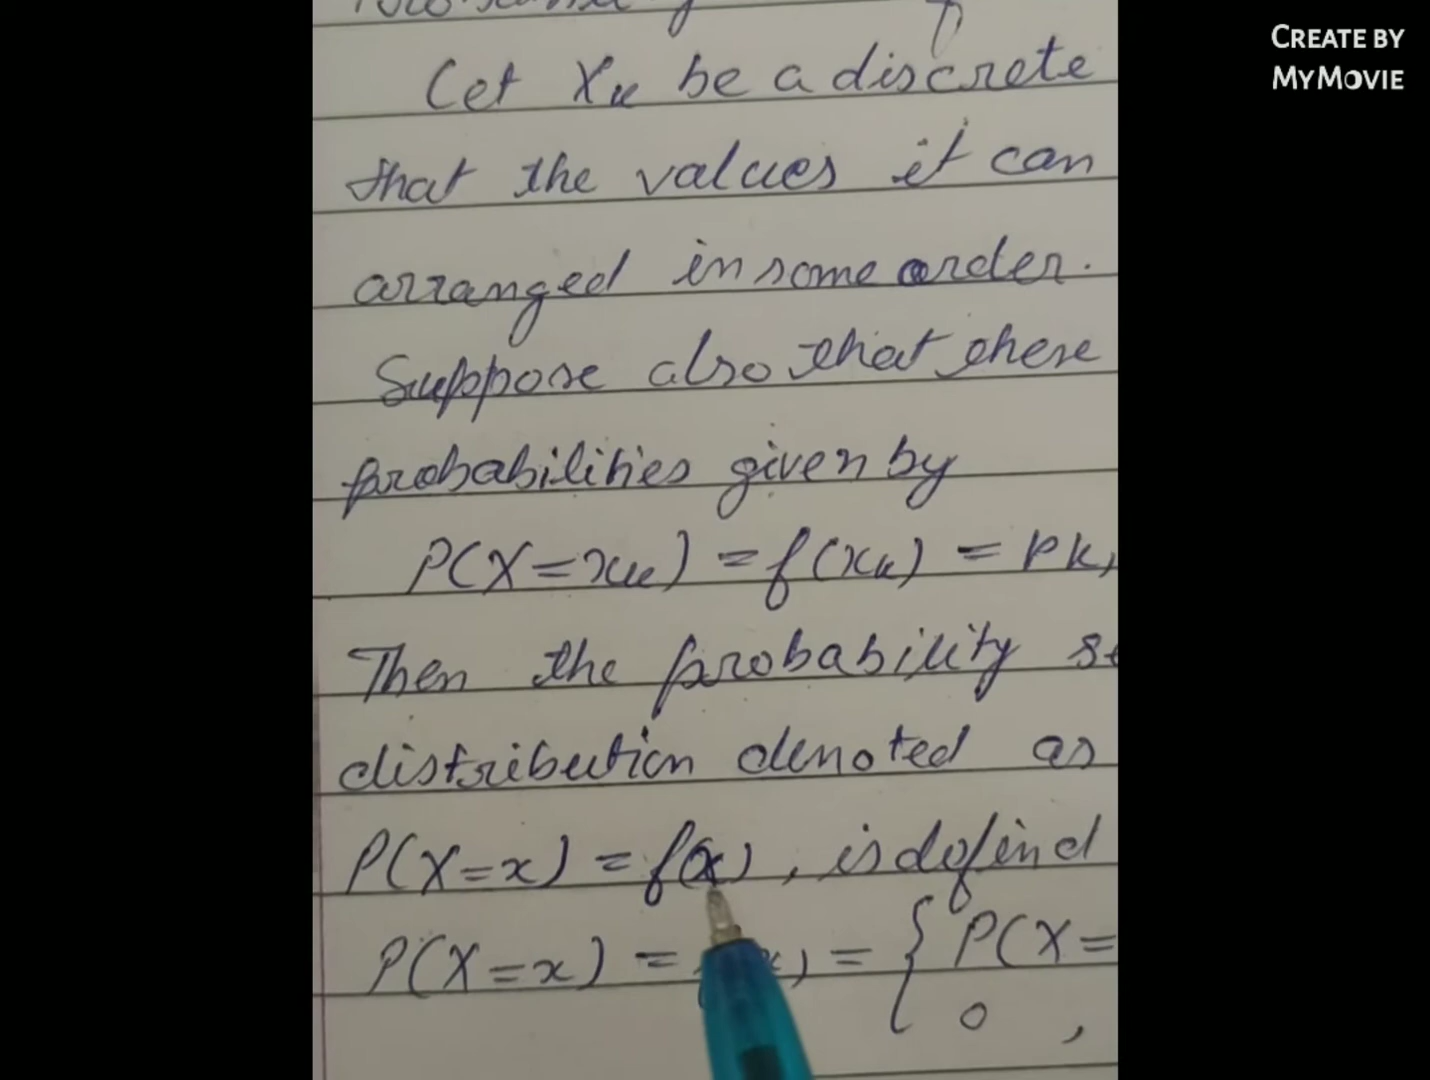 CREATE BY
MYMOVIE
Let Xk be a discrete
that the values it can
arranged in some order.
Suppose also that these
probabilities given by
P(X=xk) = f(xk) = pk,
Then the probability
distribution denoted as
P(X=x) = f(x), is defind
P(X=x) = x) = { P(X=
0 ,